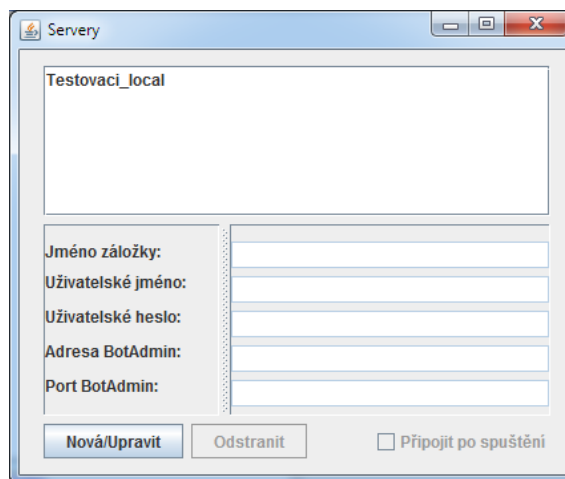 Servery
Testovaci_local
Jméno záložky:
Uživatelské jméno:
Uživatelské heslo:
Adresa BotAdmin:
Port BotAdmin:
Nová/Upravit Odstranit Připojit po spuštění